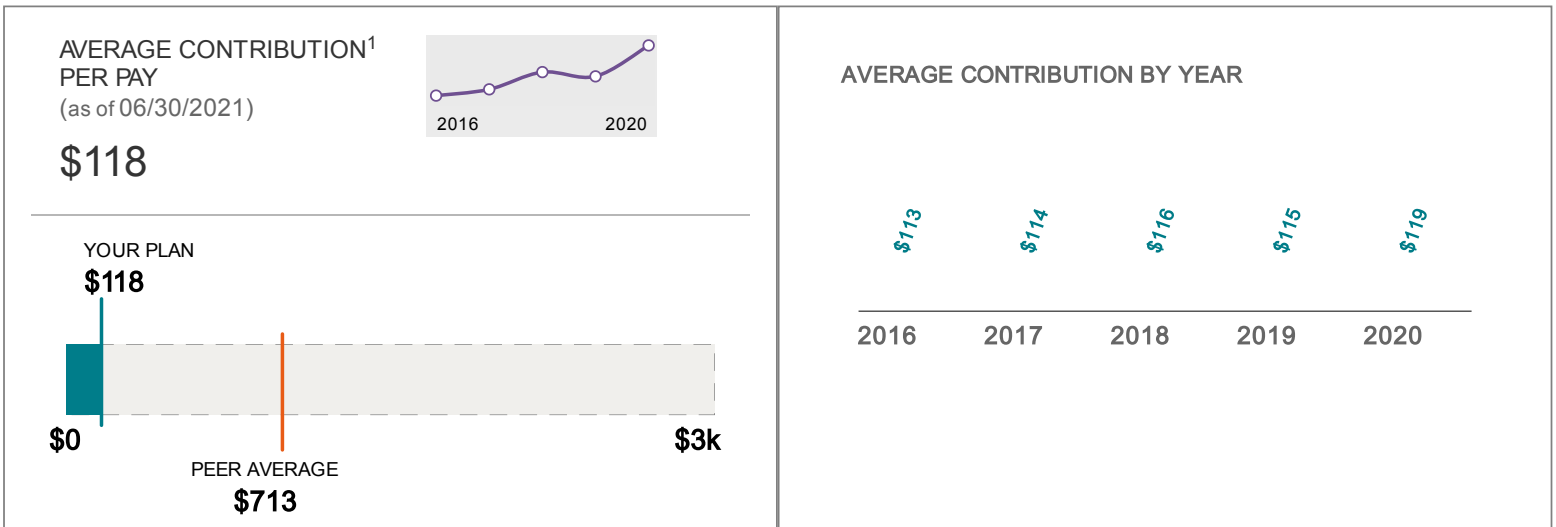 AVERAGE CONTRIBUTION¹
PER PAY
(as of 06/30/2021)
$118
2016 2020
YOUR PLAN
$118
$0 $3k
PEER AVERAGE
$713
AVERAGE CONTRIBUTION BY YEAR
$113 $114 $116 $115 $119
2016 2017 2018 2019 2020